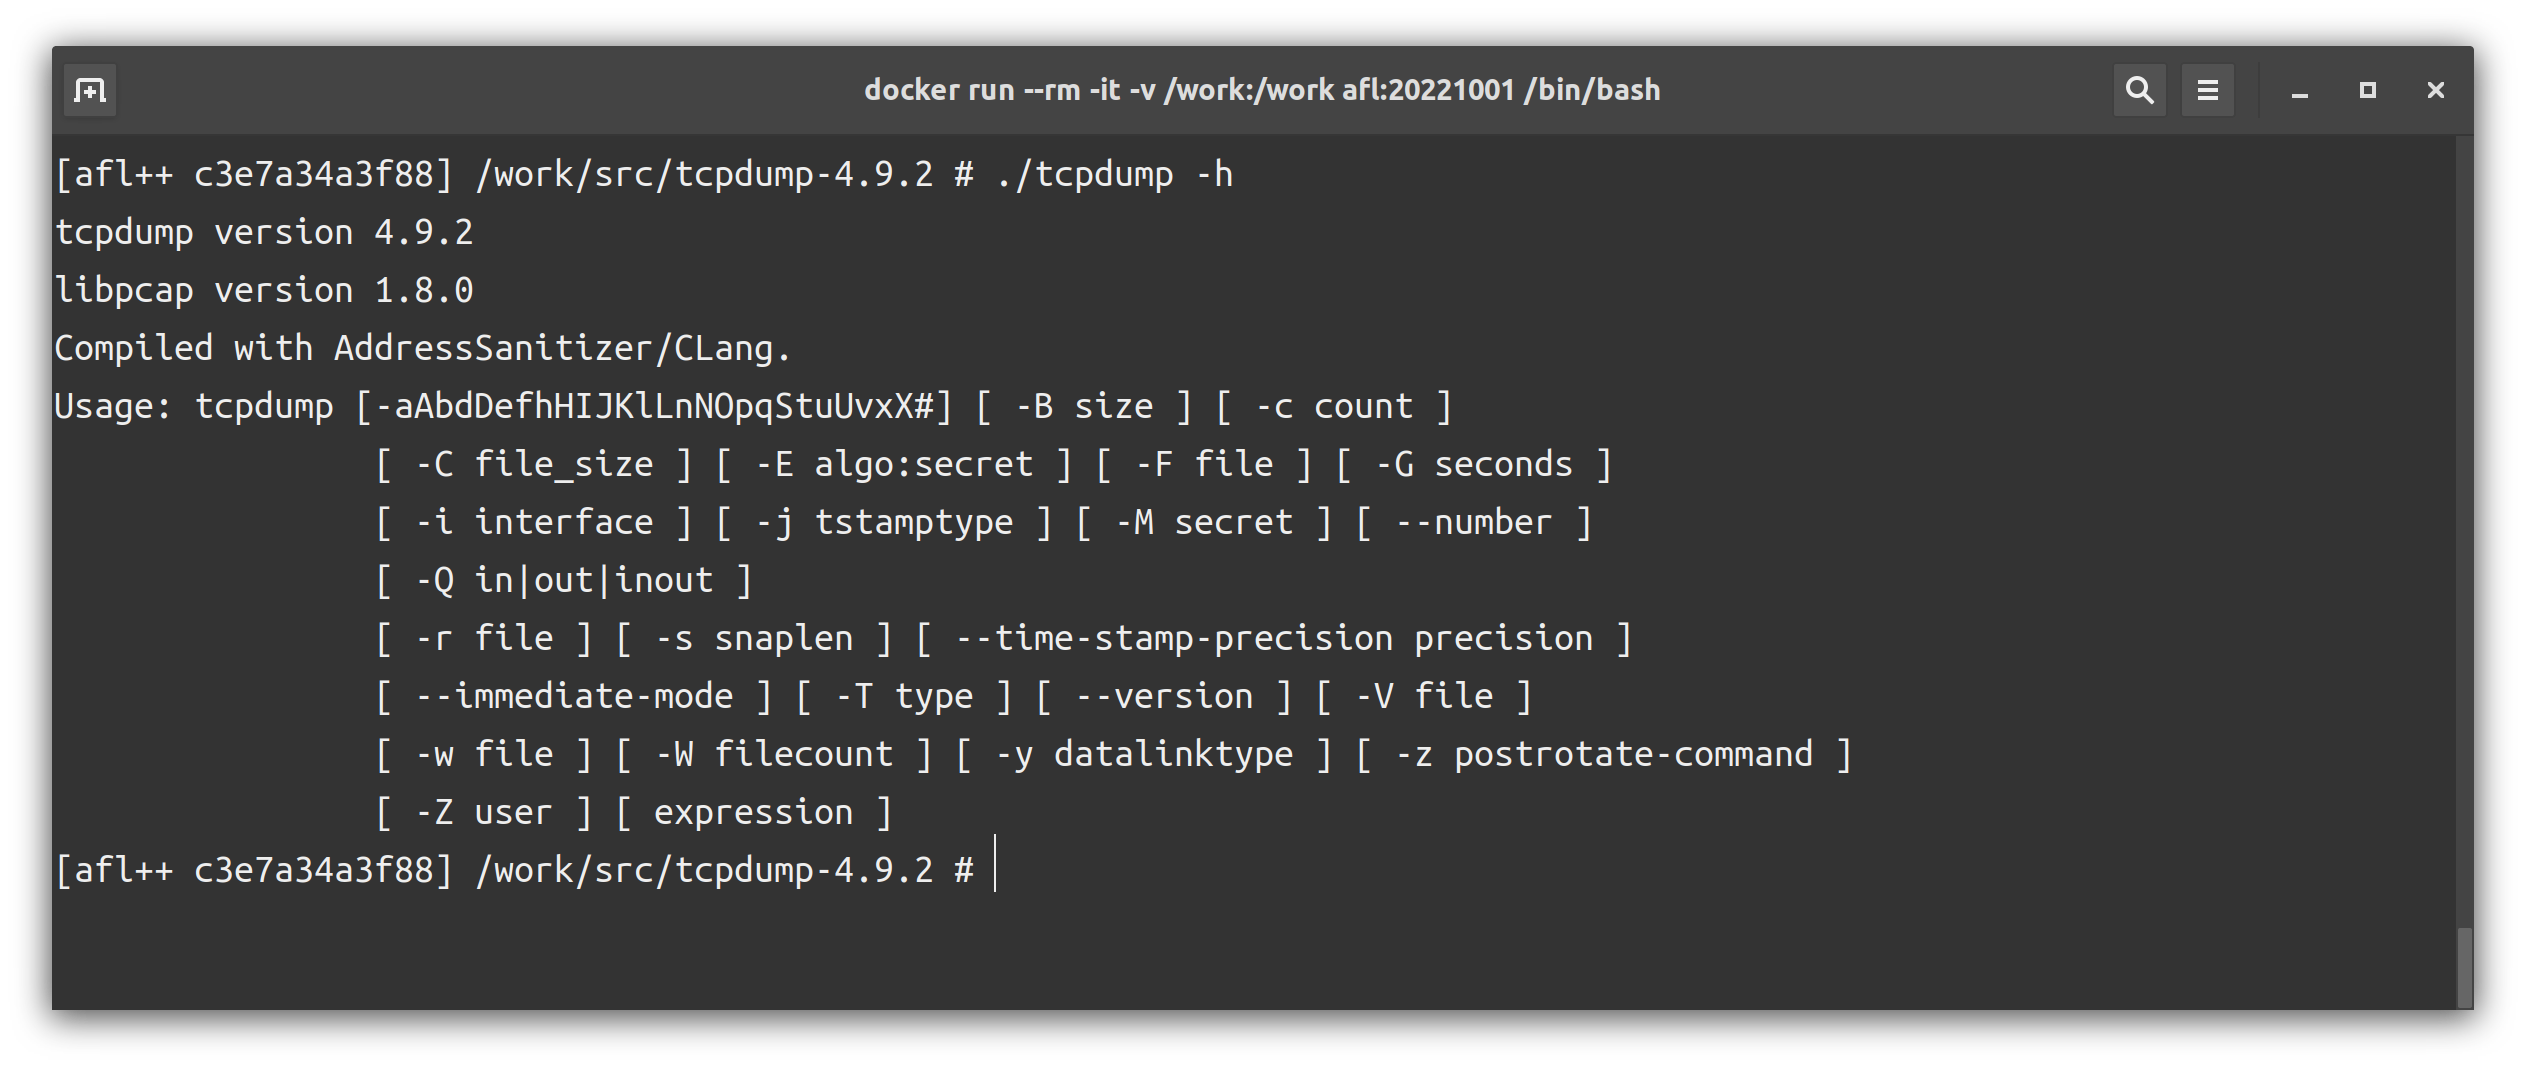 docker run --rm -it -v /work:/work afl:20221001 /bin/bash
[afl++ c3e7a34a3f88] /work/src/tcpdump-4.9.2 # ./tcpdump -h
tcpdump version 4.9.2
libpcap version 1.8.0
Compiled with AddressSanitizer/CLang.
Usage: tcpdump [-aAbdDefhHIJKlLnNOpqStuUvxX#] [ -B size ] [ -c count ]
                [ -C file_size ] [ -E algo:secret ] [ -F file ] [ -G seconds ]
                [ -i interface ] [ -j tstamptype ] [ -M secret ] [ --number ]
                [ -Q in|out|inout ]
                [ -r file ] [ -s snaplen ] [ --time-stamp-precision precision ]
                [ --immediate-mode ] [ -T type ] [ --version ] [ -V file ]
                [ -w file ] [ -W filecount ] [ -y datalinktype ] [ -z postrotate-command ]
                [ -Z user ] [ expression ]
[afl++ c3e7a34a3f88] /work/src/tcpdump-4.9.2 #